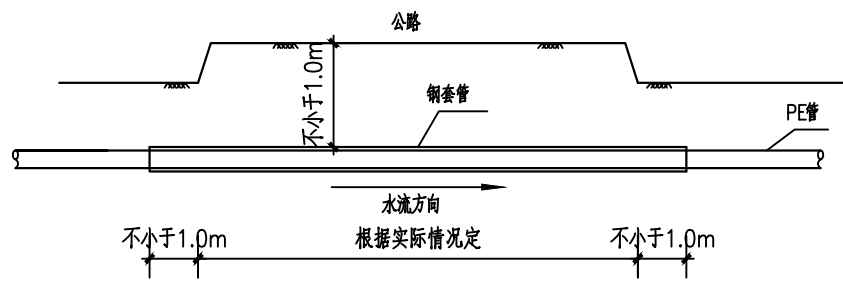 公路
不小于1.0m
钢套管
PE管
水流方向
不小于1.0m
根据实际情况定
不小于1.0m